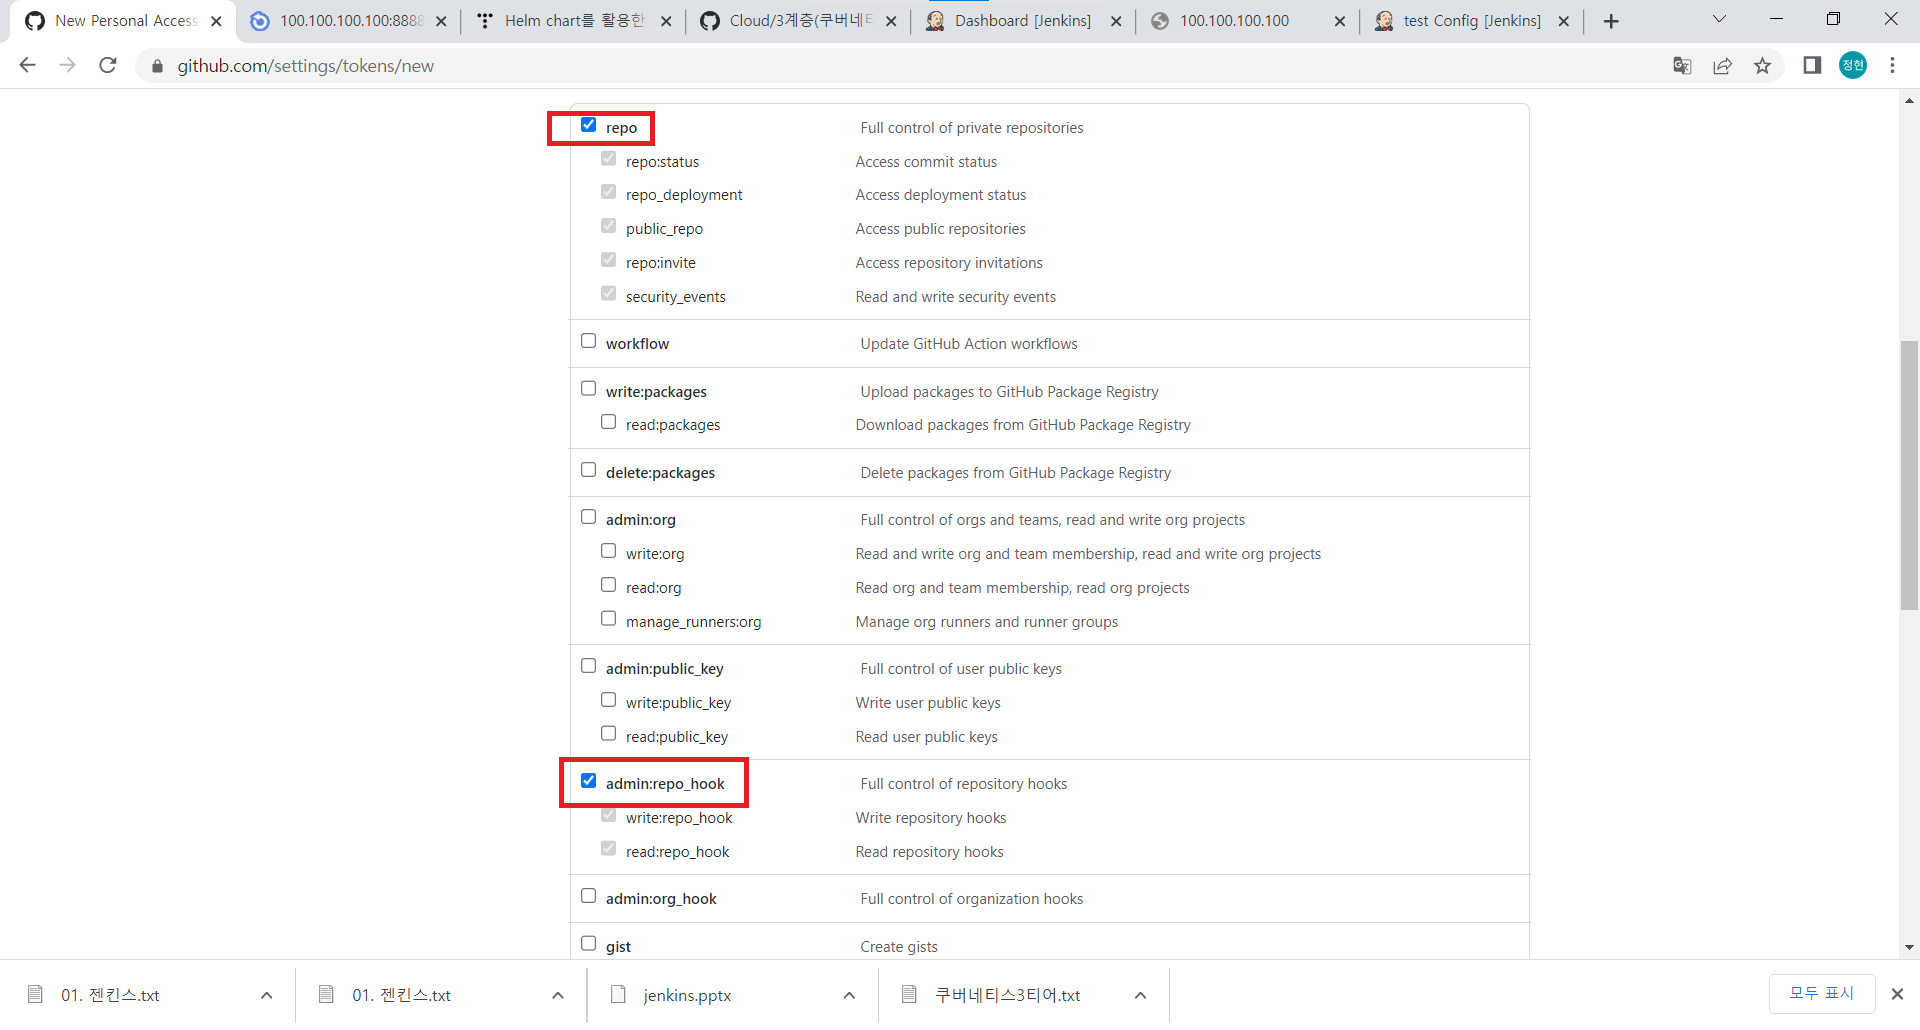 New Personal Access
100.100.100.100:8888
Helm chart를 활용한
Cloud/3계층(쿠버네티
Dashboard [Jenkins]
100.100.100.100
test Config [Jenkins]
github.com/settings/tokens/new
정현
repo Full control of private repositories
repo:status Access commit status
repo_deployment Access deployment status
public_repo Access public repositories
repo:invite Access repository invitations
security_events Read and write security events
workflow Update GitHub Action workflows
write:packages Upload packages to GitHub Package Registry
read:packages Download packages from GitHub Package Registry
delete:packages Delete packages from GitHub Package Registry
admin:org Full control of orgs and teams, read and write org projects
write:org Read and write org and team membership, read and write org projects
read:org Read org and team membership, read org projects
manage_runners:org Manage org runners and runner groups
admin:public_key Full control of user public keys
write:public_key Write user public keys
read:public_key Read user public keys
admin:repo_hook Full control of repository hooks
write:repo_hook Write repository hooks
read:repo_hook Read repository hooks
admin:org_hook Full control of organization hooks
gist Create gists
01. 젠킨스.txt
01. 젠킨스.txt
jenkins.pptx
쿠버네티스3티어.txt
모두 표시